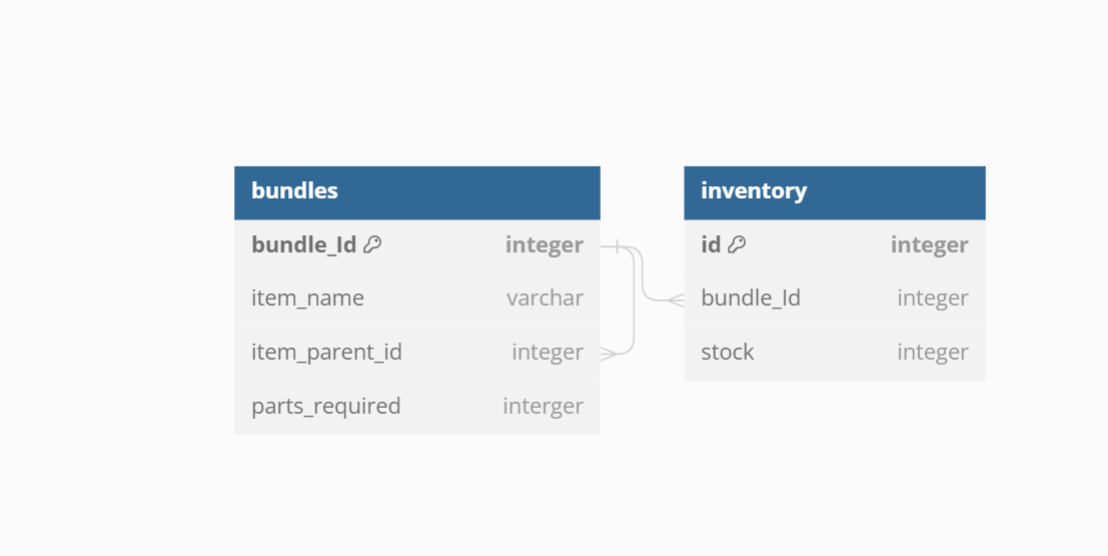 bundles
bundle_Id integer
item_name varchar
item_parent_id integer
parts_required interger
inventory
id integer
bundle_Id integer
stock integer